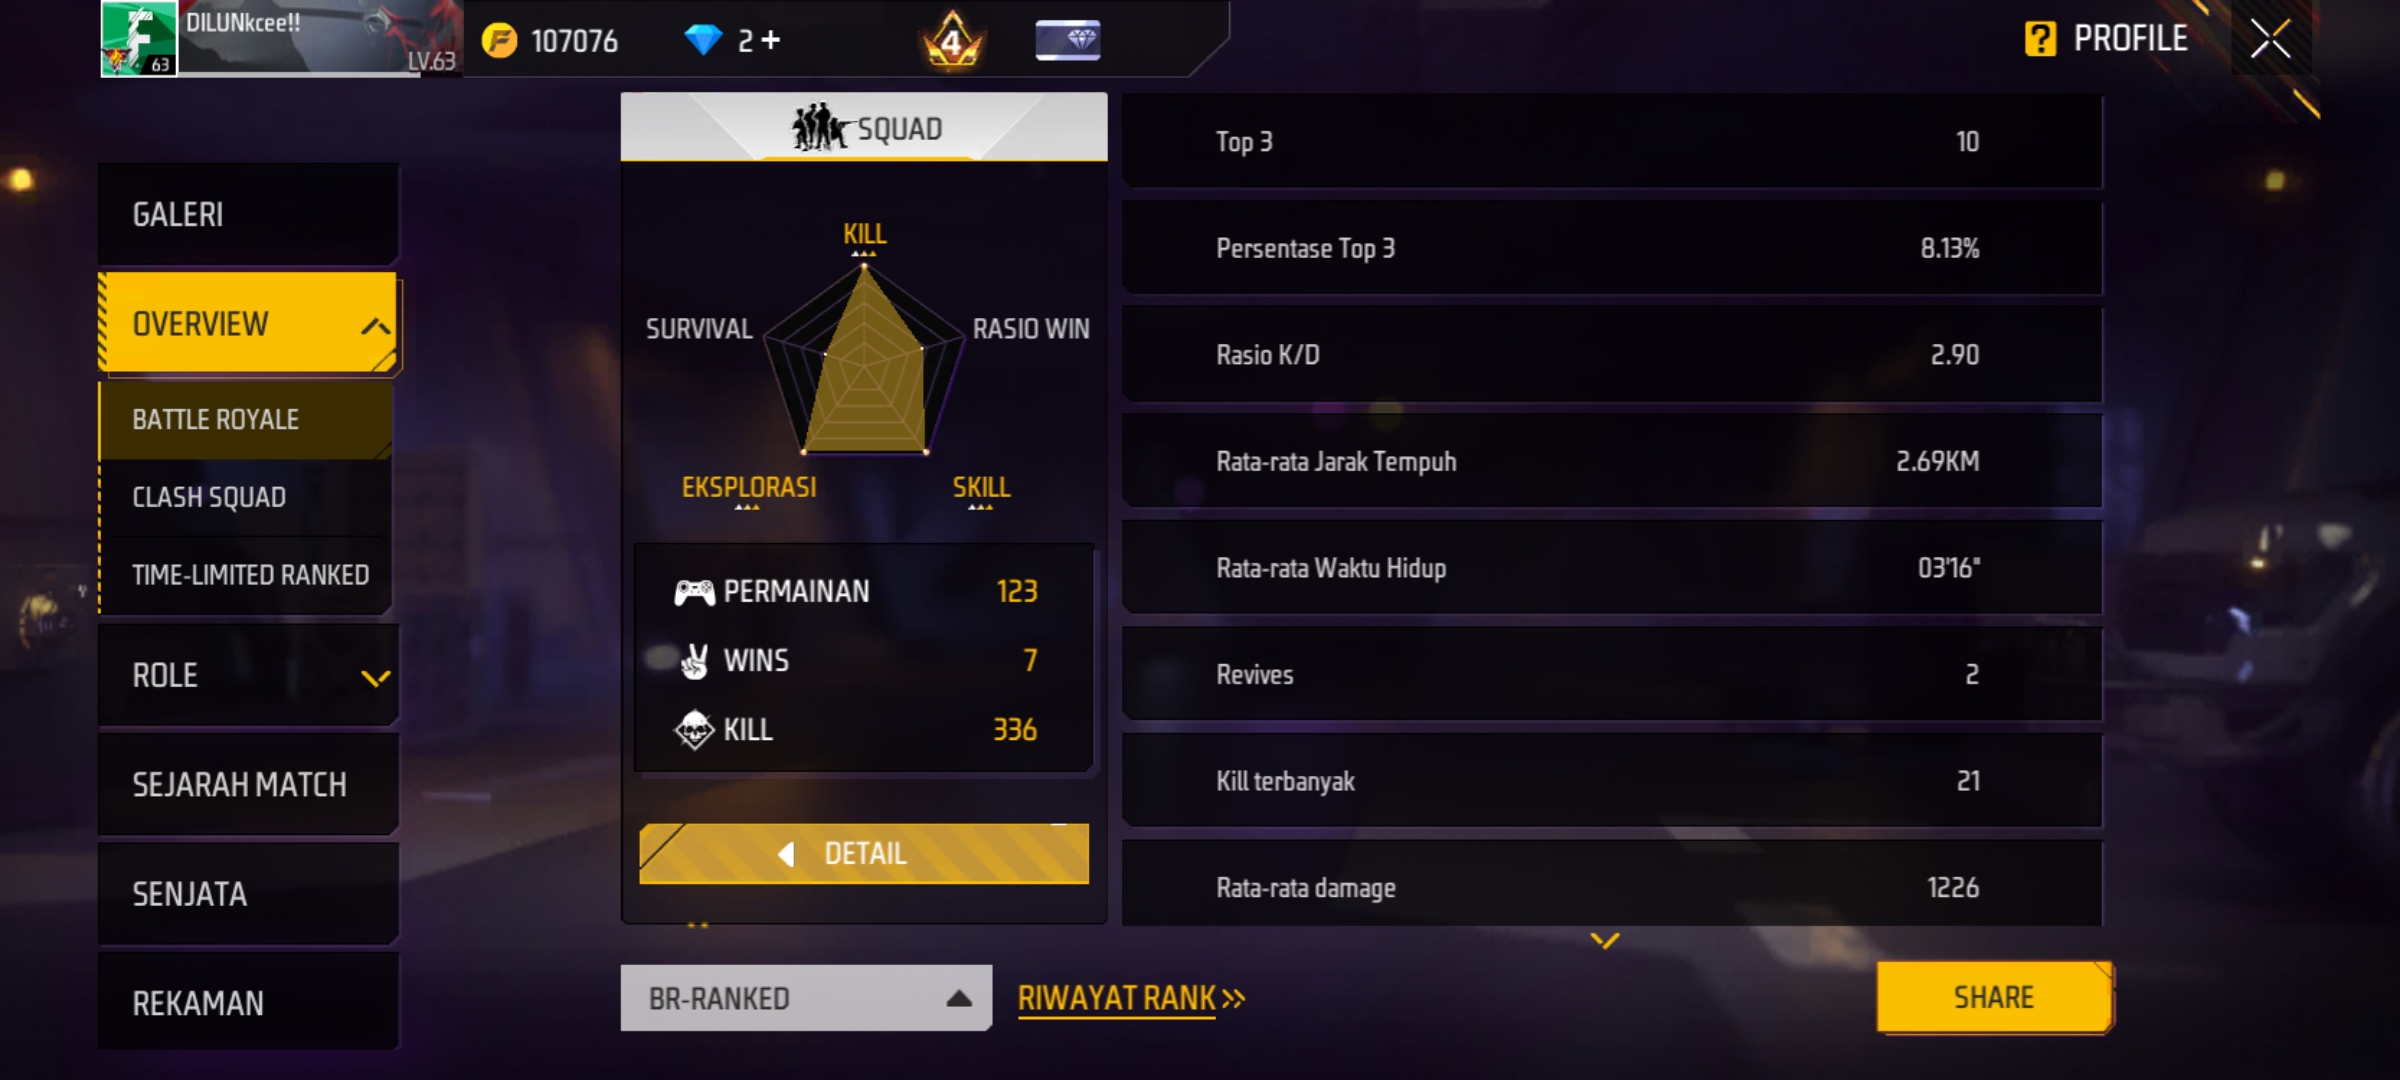 DILUNkcee!!
63
LV.63
107076
2+
4
PROFILE
GALERI
OVERVIEW
BATTLE ROYALE
CLASH SQUAD
TIME-LIMITED RANKED
ROLE
SEJARAH MATCH
SENJATA
REKAMAN
SQUAD
KILL
SURVIVAL
RASIO WIN
EKSPLORASI
SKILL
PERMAINAN 123
WINS 7
KILL 336
DETAIL
BR-RANKED
RIWAYAT RANK
Top 3 10
Persentase Top 3 8.13%
Rasio K/D 2.90
Rata-rata Jarak Tempuh 2.69KM
Rata-rata Waktu Hidup 03'16"
Revives 2
Kill terbanyak 21
Rata-rata damage 1226
SHARE